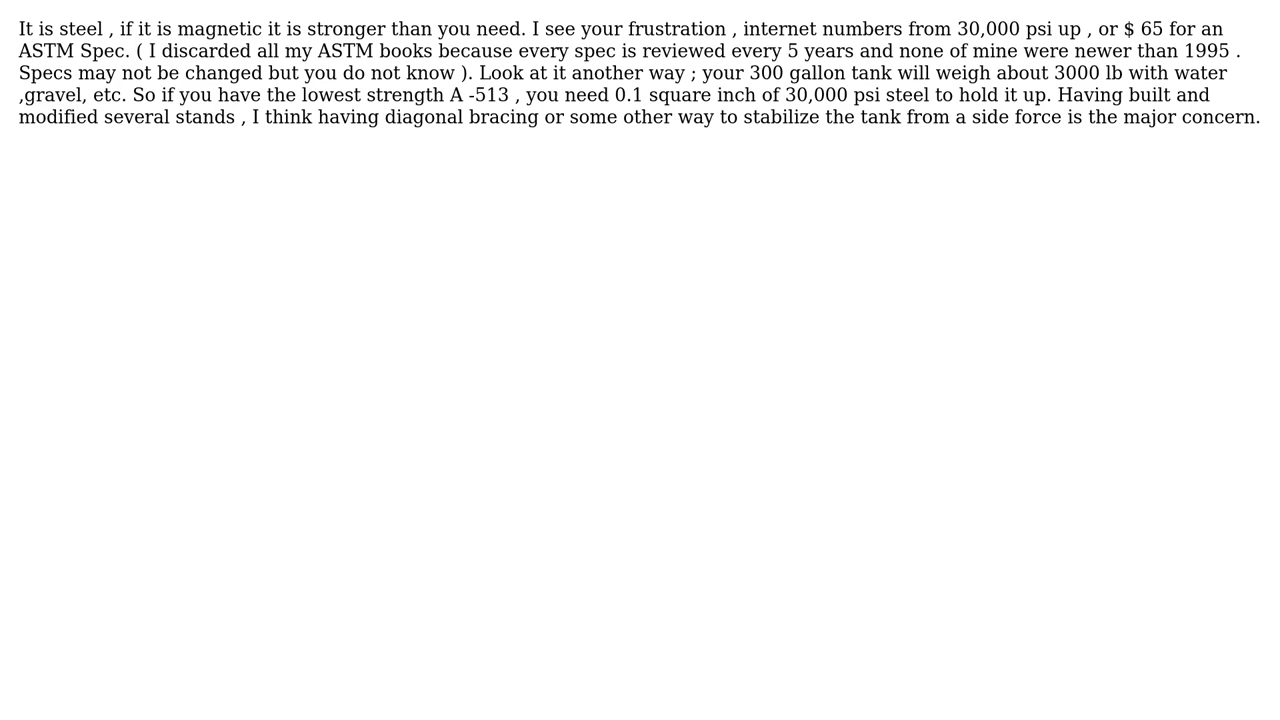 It is steel , if it is magnetic it is stronger than you need. I see your frustration , internet numbers from 30,000 psi up , or $ 65 for an
ASTM Spec. ( I discarded all my ASTM books because every spec is reviewed every 5 years and none of mine were newer than 1995 .
Specs may not be changed but you do not know ). Look at it another way ; your 300 gallon tank will weigh about 3000 lb with water
,gravel, etc. So if you have the lowest strength A -513 , you need 0.1 square inch of 30,000 psi steel to hold it up. Having built and
modified several stands , I think having diagonal bracing or some other way to stabilize the tank from a side force is the major concern.